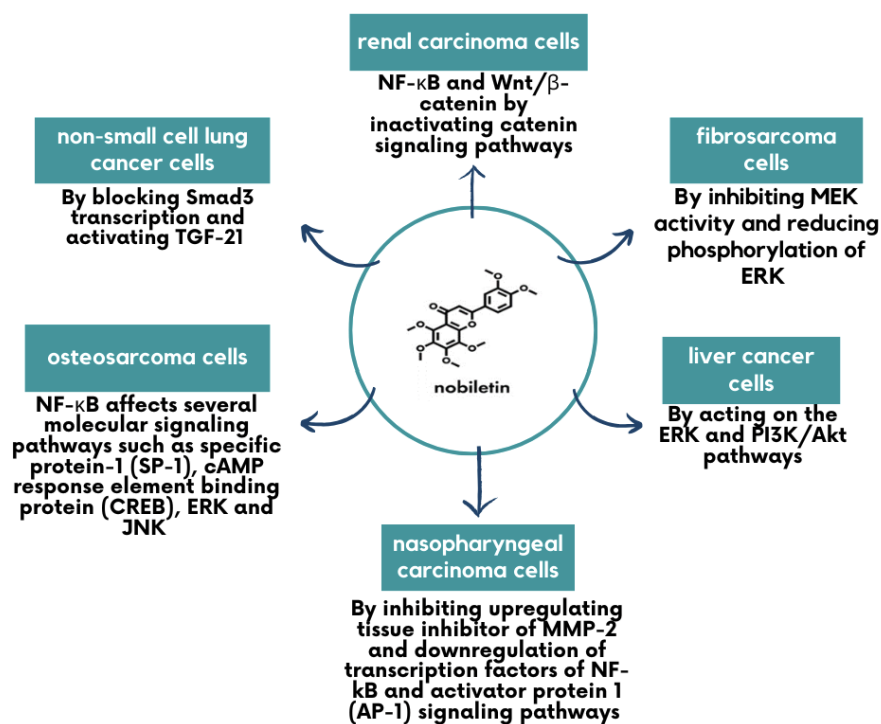 renal carcinoma cells
NF-κB and Wnt/β-
catenin by
inactivating catenin
signaling pathways
non-small cell lung
cancer cells
By blocking Smad3
transcription and
activating TGF-21
fibrosarcoma
cells
By inhibiting MEK
activity and reducing
phosphorylation of
ERK
O
O
O
O
O
O
O
O
nobiletin
osteosarcoma cells
NF-κB affects several
molecular signaling
pathways such as specific
protein-1 (SP-1), cAMP
response element binding
protein (CREB), ERK and
JNK
liver cancer
cells
By acting on the
ERK and PI3K/Akt
pathways
nasopharyngeal
carcinoma cells
By inhibiting upregulating
tissue inhibitor of MMP-2
and downregulation of
transcription factors of NF-
kB and activator protein 1
(AP-1) signaling pathways